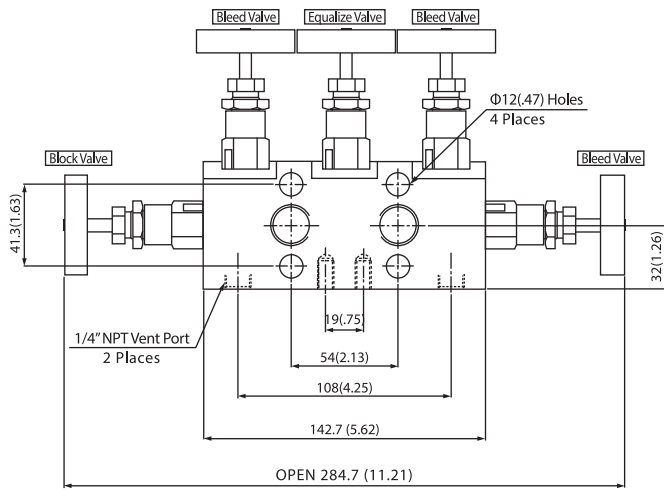 Bleed Valve
Equalize Valve
Bleed Valve
Φ12(.47) Holes
4 Places
Block Valve
Bleed Valve
41.3(1.63)
32(1.26)
1/4" NPT Vent Port
2 Places
19(.75)
54(2.13)
108(4.25)
142.7 (5.62)
OPEN 284.7 (11.21)